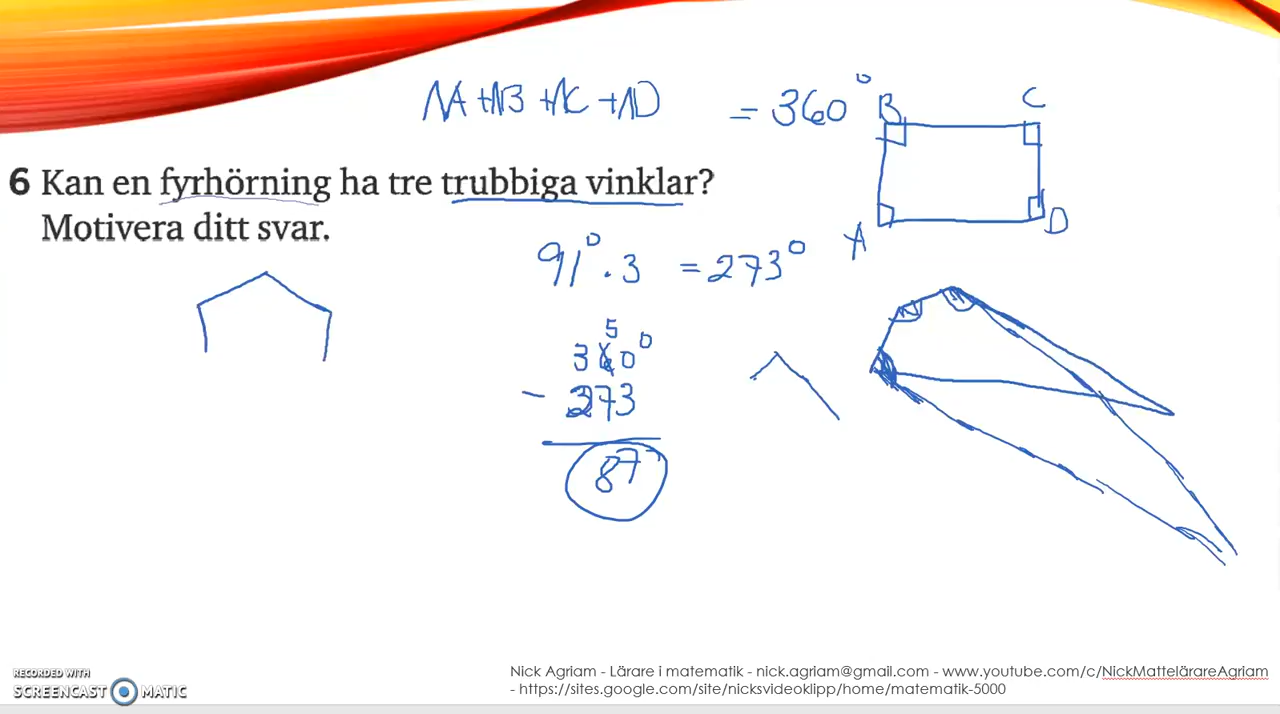 ∧A + ∧B + ∧C + ∧D = 360°
B
C
6 Kan en fyrhörning ha tre trubbiga vinklar?
Motivera ditt svar.
A
D
91° · 3 = 273°
5
360°
- 273
87
RECORDED WITH
SCREENCAST MATIC
Nick Agriam - Lärare i matematik - nick.agriam@gmail.com - www.youtube.com/c/NickMattelärareAgriam
- https://sites.google.com/site/nicksvideoklipp/home/matematik-5000